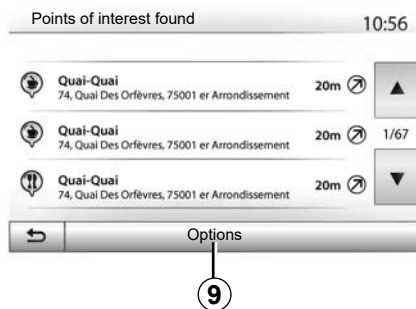 Points of interest found 10:56
Quai-Quai
74, Quai Des Orfèvres, 75001 er Arrondissement
20m
Quai-Quai
74, Quai Des Orfèvres, 75001 er Arrondissement
20m
1/67
Quai-Quai
74, Quai Des Orfèvres, 75001 er Arrondissement
20m
Options
9